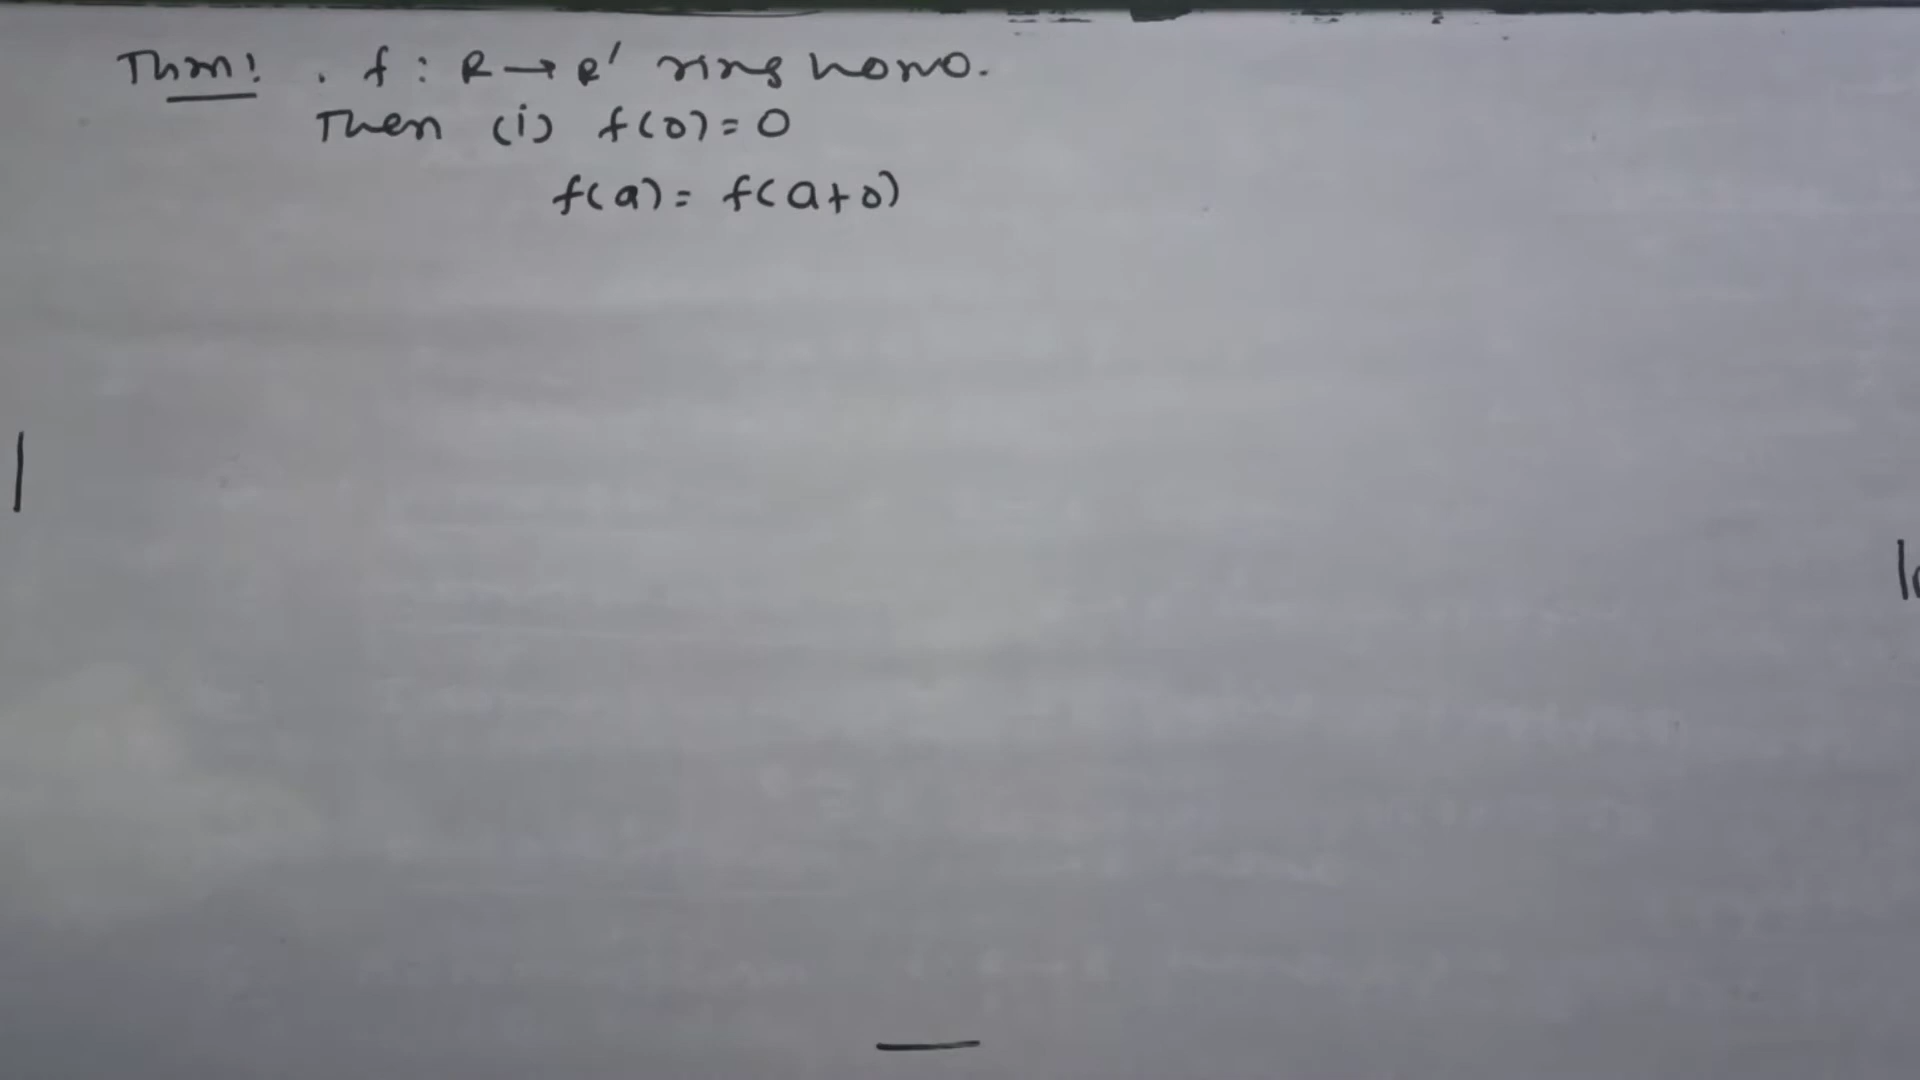 Thm! . f : R → R' ring homo.
Then (i) f(0) = 0
f(a) = f(a+0)